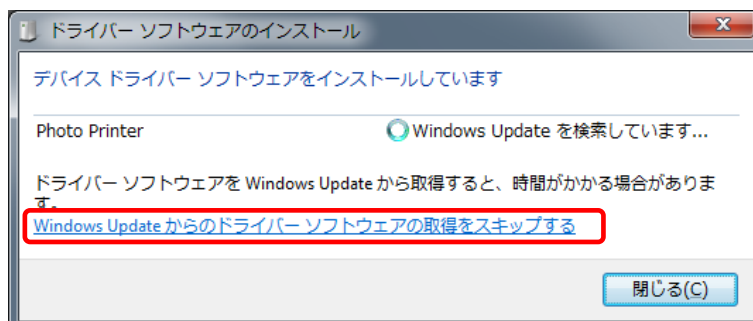 ドライバー ソフトウェアのインストール
デバイス ドライバー ソフトウェアをインストールしています
Photo Printer
Windows Update を検索しています...
ドライバー ソフトウェアを Windows Update から取得すると、時間がかかる場合がありま
す。
Windows Update からのドライバー ソフトウェアの取得をスキップする
閉じる(C)